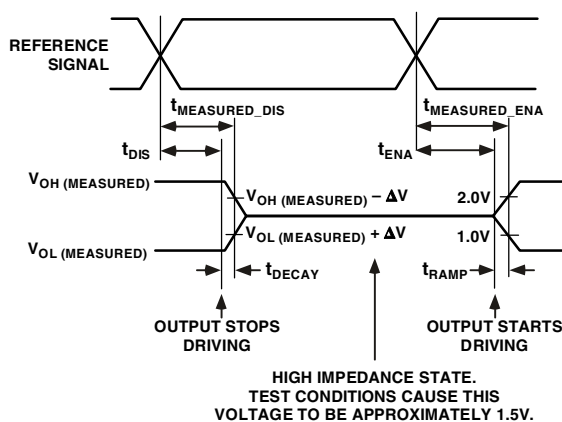 REFERENCE
SIGNAL
tMEASURED_DIS
tMEASURED_ENA
tDIS
tENA
VOH (MEASURED)
VOH (MEASURED) – ΔV
2.0V
VOL (MEASURED) + ΔV
1.0V
VOL (MEASURED)
tDECAY
tRAMP
OUTPUT STOPS
DRIVING
OUTPUT STARTS
DRIVING
HIGH IMPEDANCE STATE.
TEST CONDITIONS CAUSE THIS
VOLTAGE TO BE APPROXIMATELY 1.5V.